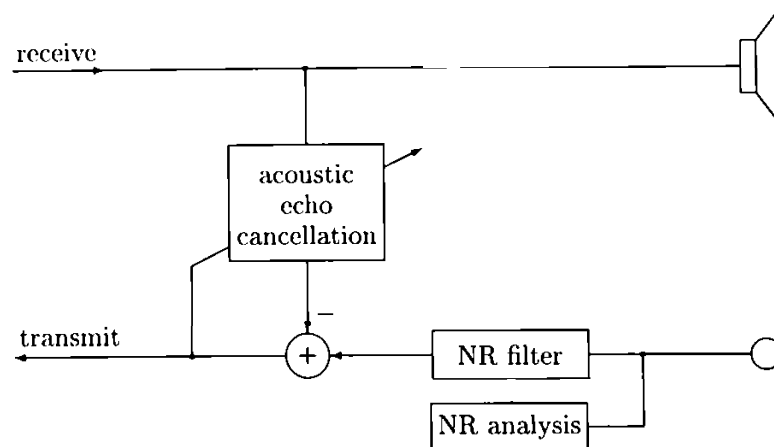 receive
acoustic
echo
cancellation
−
transmit
+
NR filter
NR analysis